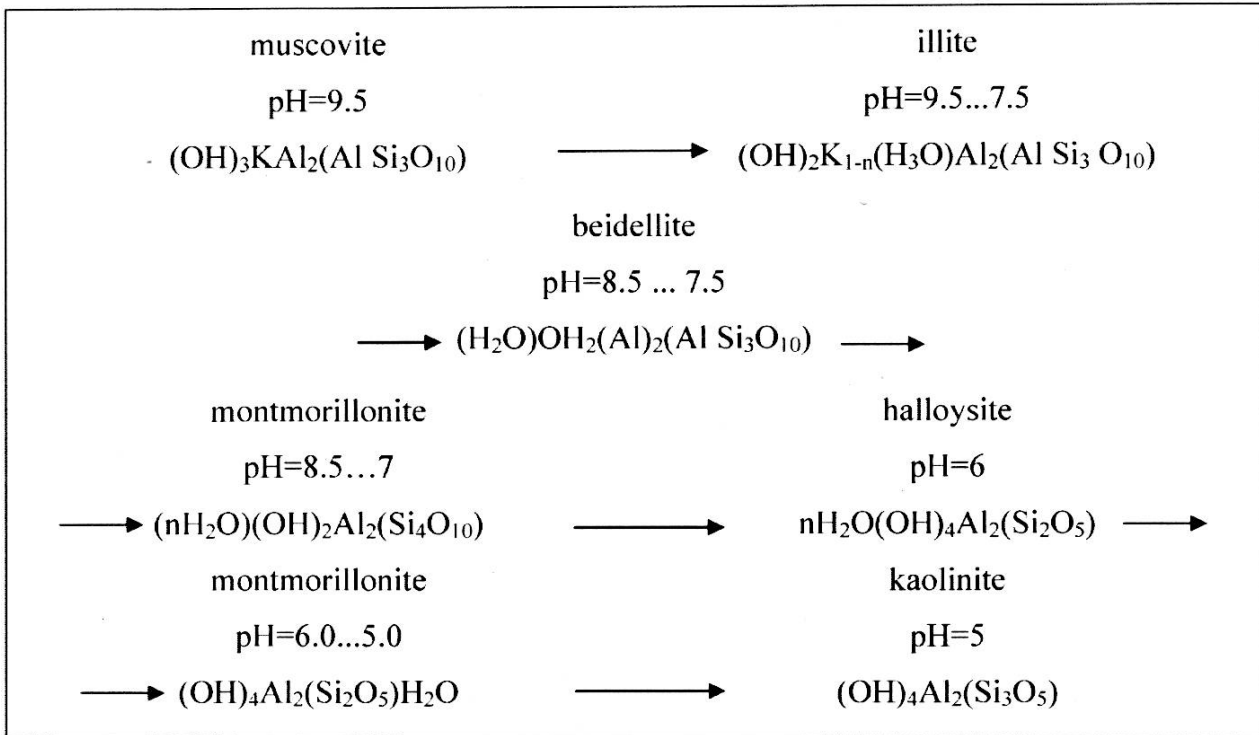 muscovite illite
pH=9.5 pH=9.5...7.5
(OH)₃KAl₂(Al Si₃O₁₀) ⟶ (OH)₂K₁₋ₙ(H₃O)Al₂(Al Si₃ O₁₀)
beidellite
pH=8.5 ... 7.5
⟶ (H₂O)OH₂(Al)₂(Al Si₃O₁₀) ⟶
montmorillonite halloysite
pH=8.5…7 pH=6
⟶ (nH₂O)(OH)₂Al₂(Si₄O₁₀) ⟶ nH₂O(OH)₄Al₂(Si₂O₅) ⟶
montmorillonite kaolinite
pH=6.0...5.0 pH=5
⟶ (OH)₄Al₂(Si₂O₅)H₂O ⟶ (OH)₄Al₂(Si₃O₅)